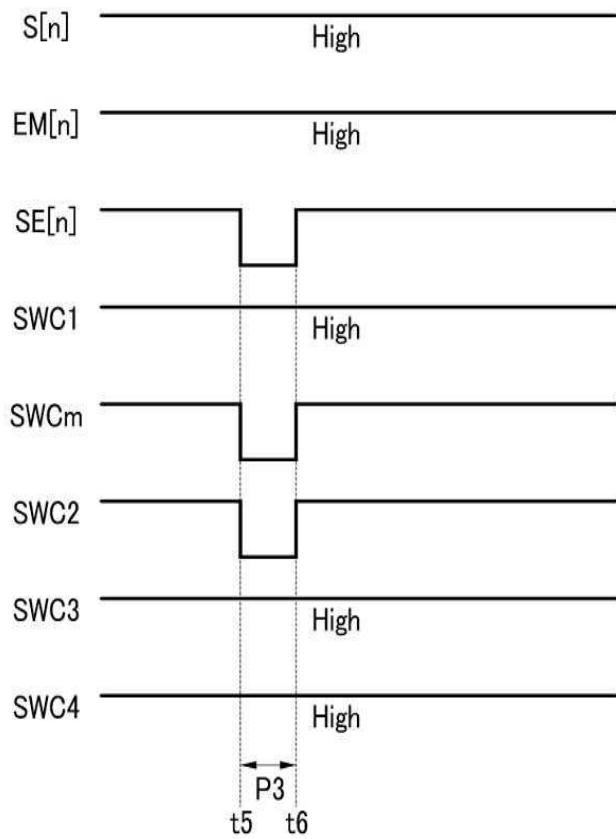 S[n]
High
EM[n]
High
SE[n]
SWC1
High
SWCm
SWC2
SWC3
High
SWC4
High
P3
t5 t6